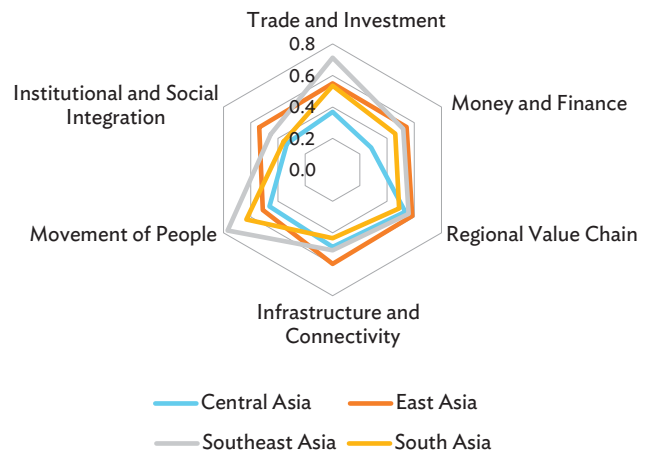 Trade and Investment
0.8
0.6
0.4
0.2
0.0
Institutional and Social
Integration
Money and Finance
Movement of People
Regional Value Chain
Infrastructure and
Connectivity
Central Asia
East Asia
Southeast Asia
South Asia